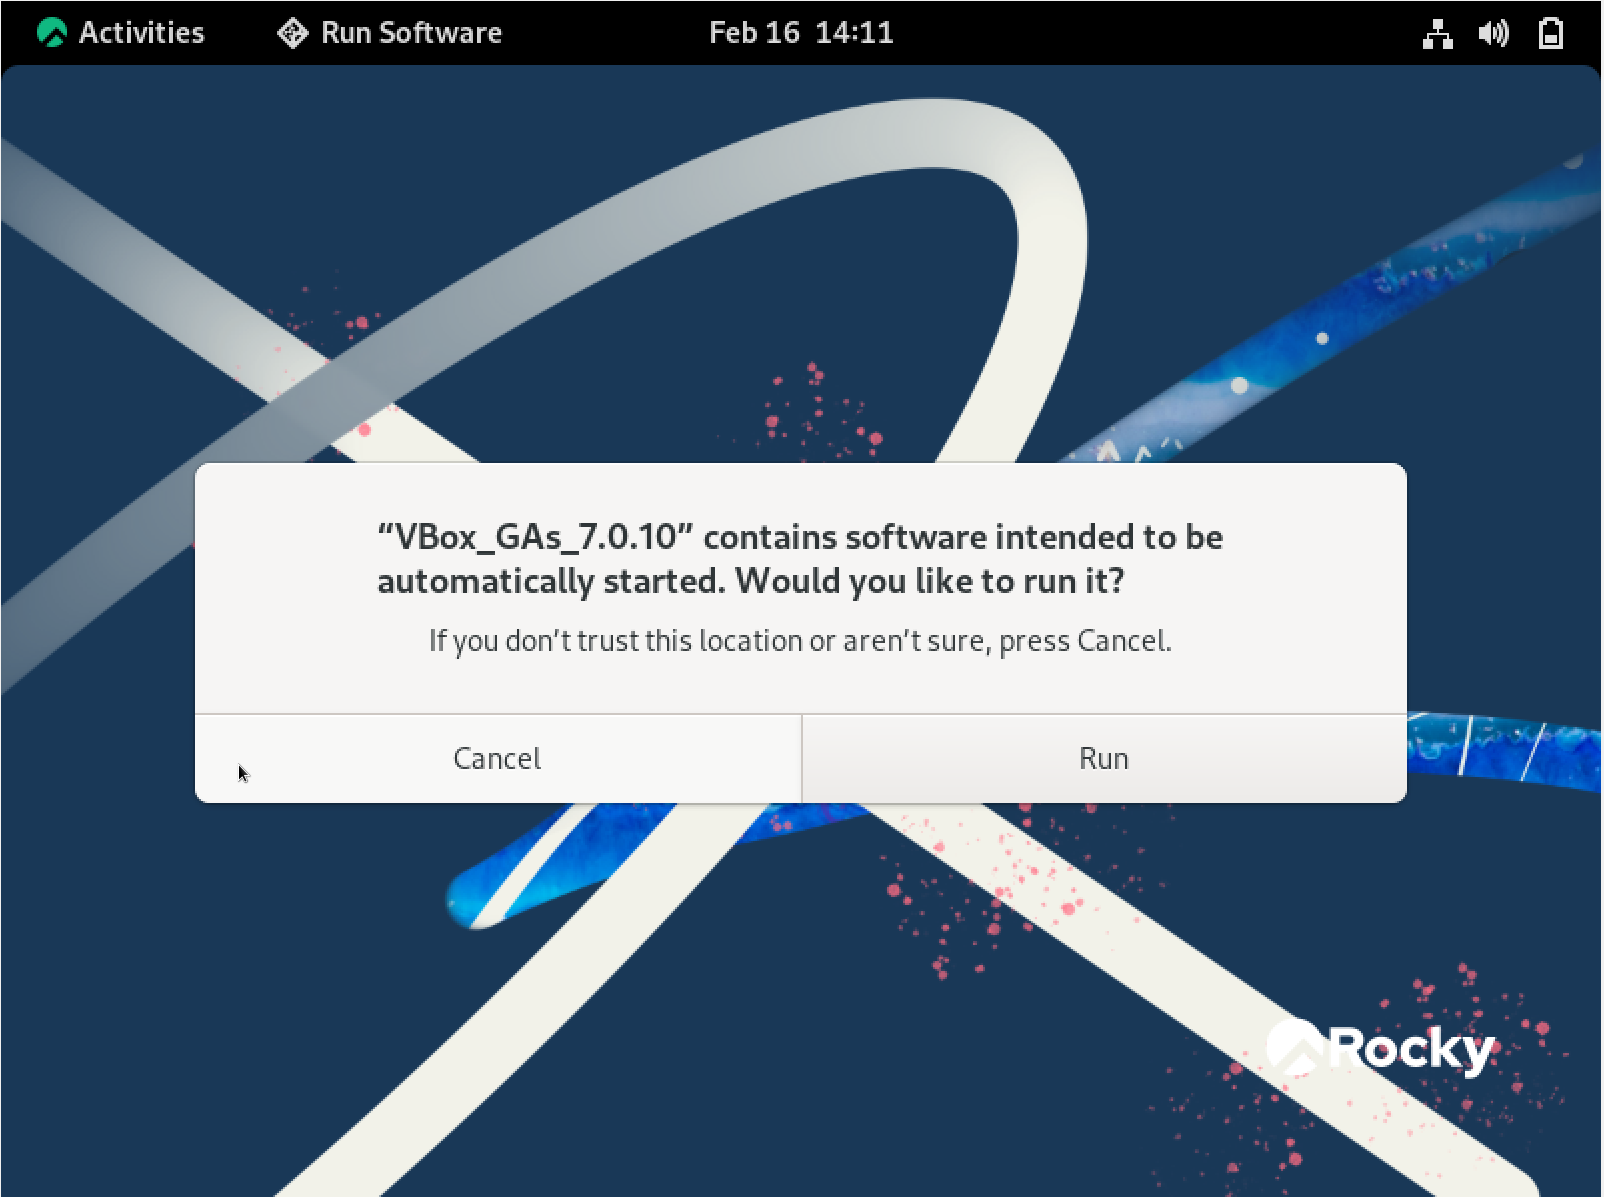 Activities Run Software Feb 16 14:11
“VBox_GAs_7.0.10” contains software intended to be
automatically started. Would you like to run it?
If you don’t trust this location or aren’t sure, press Cancel.
Cancel Run
Rocky